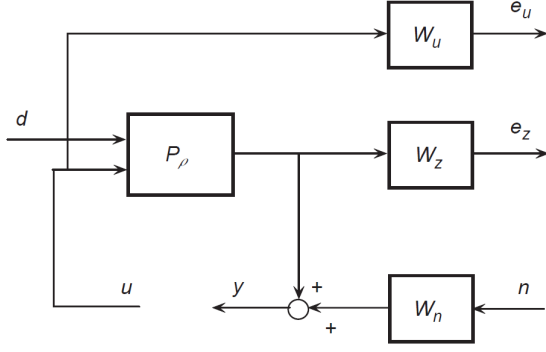 W_u e_u
d
P_ρ W_z e_z
u y + W_n n
+